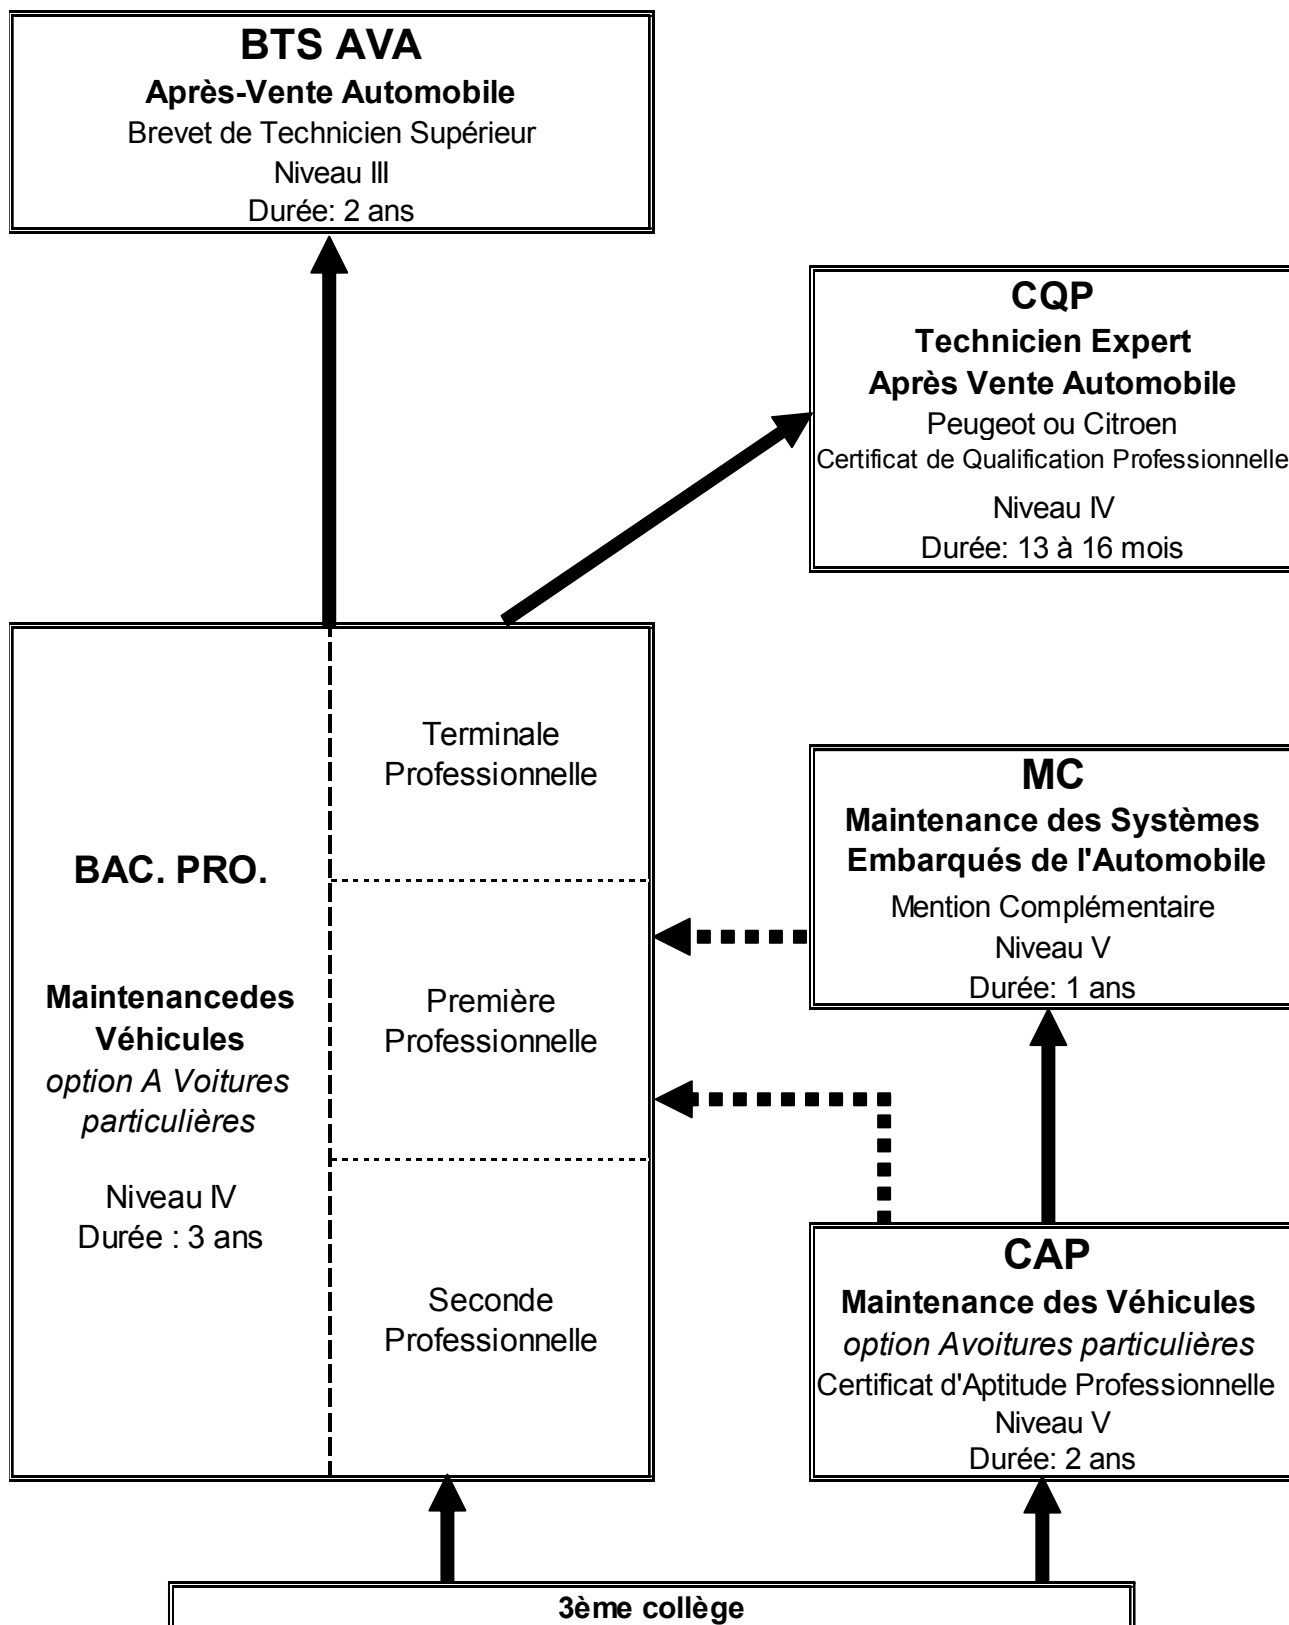 BTS AVA
Après-Vente Automobile
Brevet de Technicien Supérieur
Niveau III
Durée: 2 ans
CQP
Technicien Expert
Après Vente Automobile
Peugeot ou Citroen
Certificat de Qualification Professionnelle
Niveau IV
Durée: 13 à 16 mois
BAC. PRO.
Maintenancedes
Véhicules
option A Voitures
particulières
Niveau IV
Durée : 3 ans
Terminale
Professionnelle
Première
Professionnelle
Seconde
Professionnelle
MC
Maintenance des Systèmes
Embarqués de l'Automobile
Mention Complémentaire
Niveau V
Durée: 1 ans
CAP
Maintenance des Véhicules
option Avoitures particulières
Certificat d'Aptitude Professionnelle
Niveau V
Durée: 2 ans
3ème collège